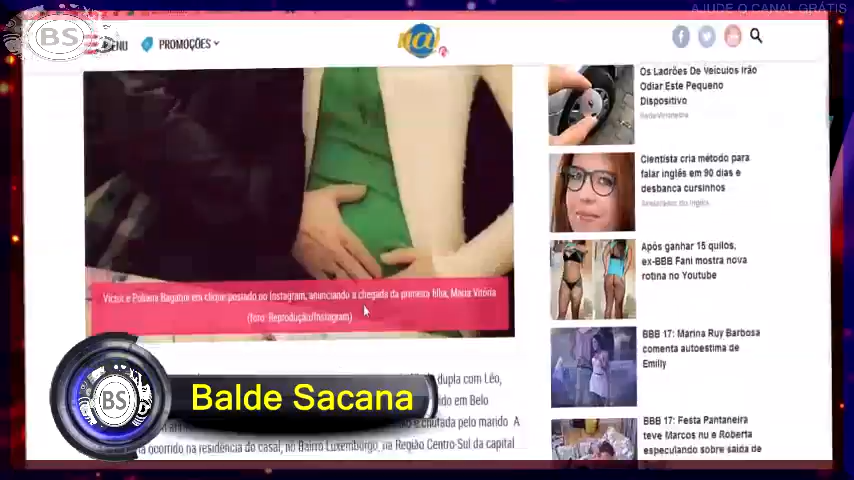 AJUDE O CANAL GRÁTIS
BS
MENU
PROMOÇÕES
uai
Os Ladrões De Veículos Irão
Odiar Este Pequeno
Dispositivo
Cientista cria método para
falar inglês em 90 dias e
desbanca cursinhos
Após ganhar 15 quilos,
ex-BBB Fani mostra nova
rotina no Youtube
BBB 17: Marina Ruy Barbosa
comenta autoestima de
Emilly
BBB 17: Festa Pantaneira
teve Marcos nu e Roberta
especulando sobre saída de
Victor e Poliana Bagatini em clique postado no Instagram, anunciando a chegada da primeira filha, Maria Vitória
(foto: Reprodução/Instagram)
dupla com Léo,
ido em Belo
e chutada pelo marido A
ocorrido na residência do casal, no Bairro Luxemburgo, na Região Centro-Sul da capital
BS
Balde Sacana